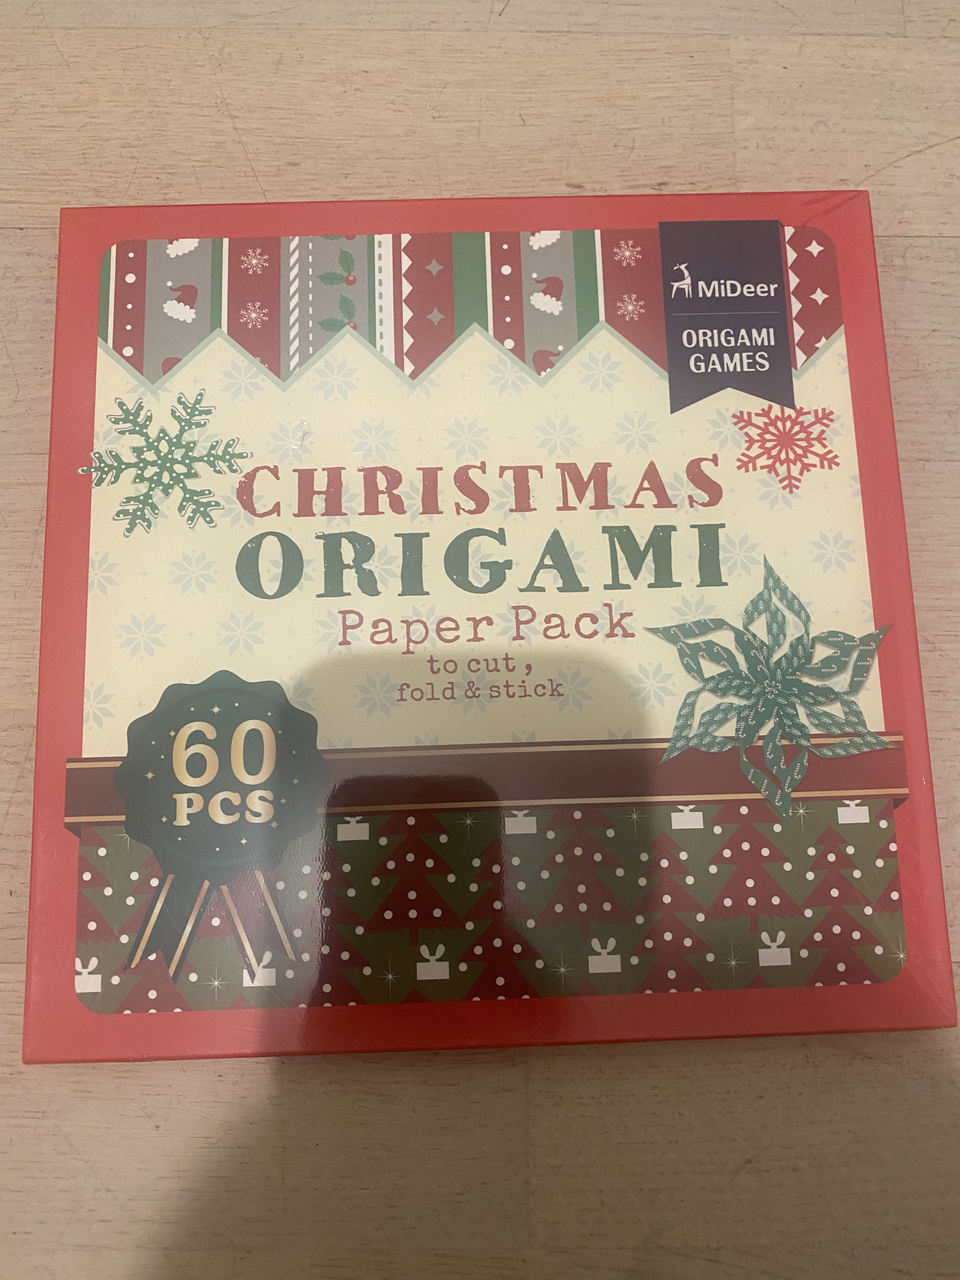 MiDeer
ORIGAMI
GAMES
CHRISTMAS
ORIGAMI
Paper Pack
to cut,
fold & stick
60
PCS